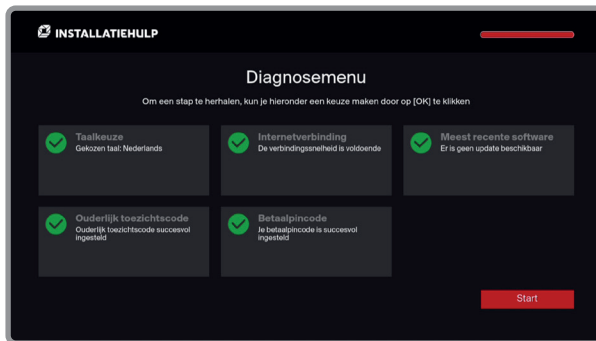 INSTALLATIEHULP
Diagnosemenu
Om een stap te herhalen, kun je hieronder een keuze maken door op [OK] te klikken
Taalkeuze
Gekozen taal: Nederlands
Internetverbinding
De verbindingssnelheid is voldoende
Meest recente software
Er is geen update beschikbaar
Ouderlijk toezichtscode
Ouderlijk toezichtscode succesvol
ingesteld
Betaalpincode
Je betaalpincode is succesvol
ingesteld
Start